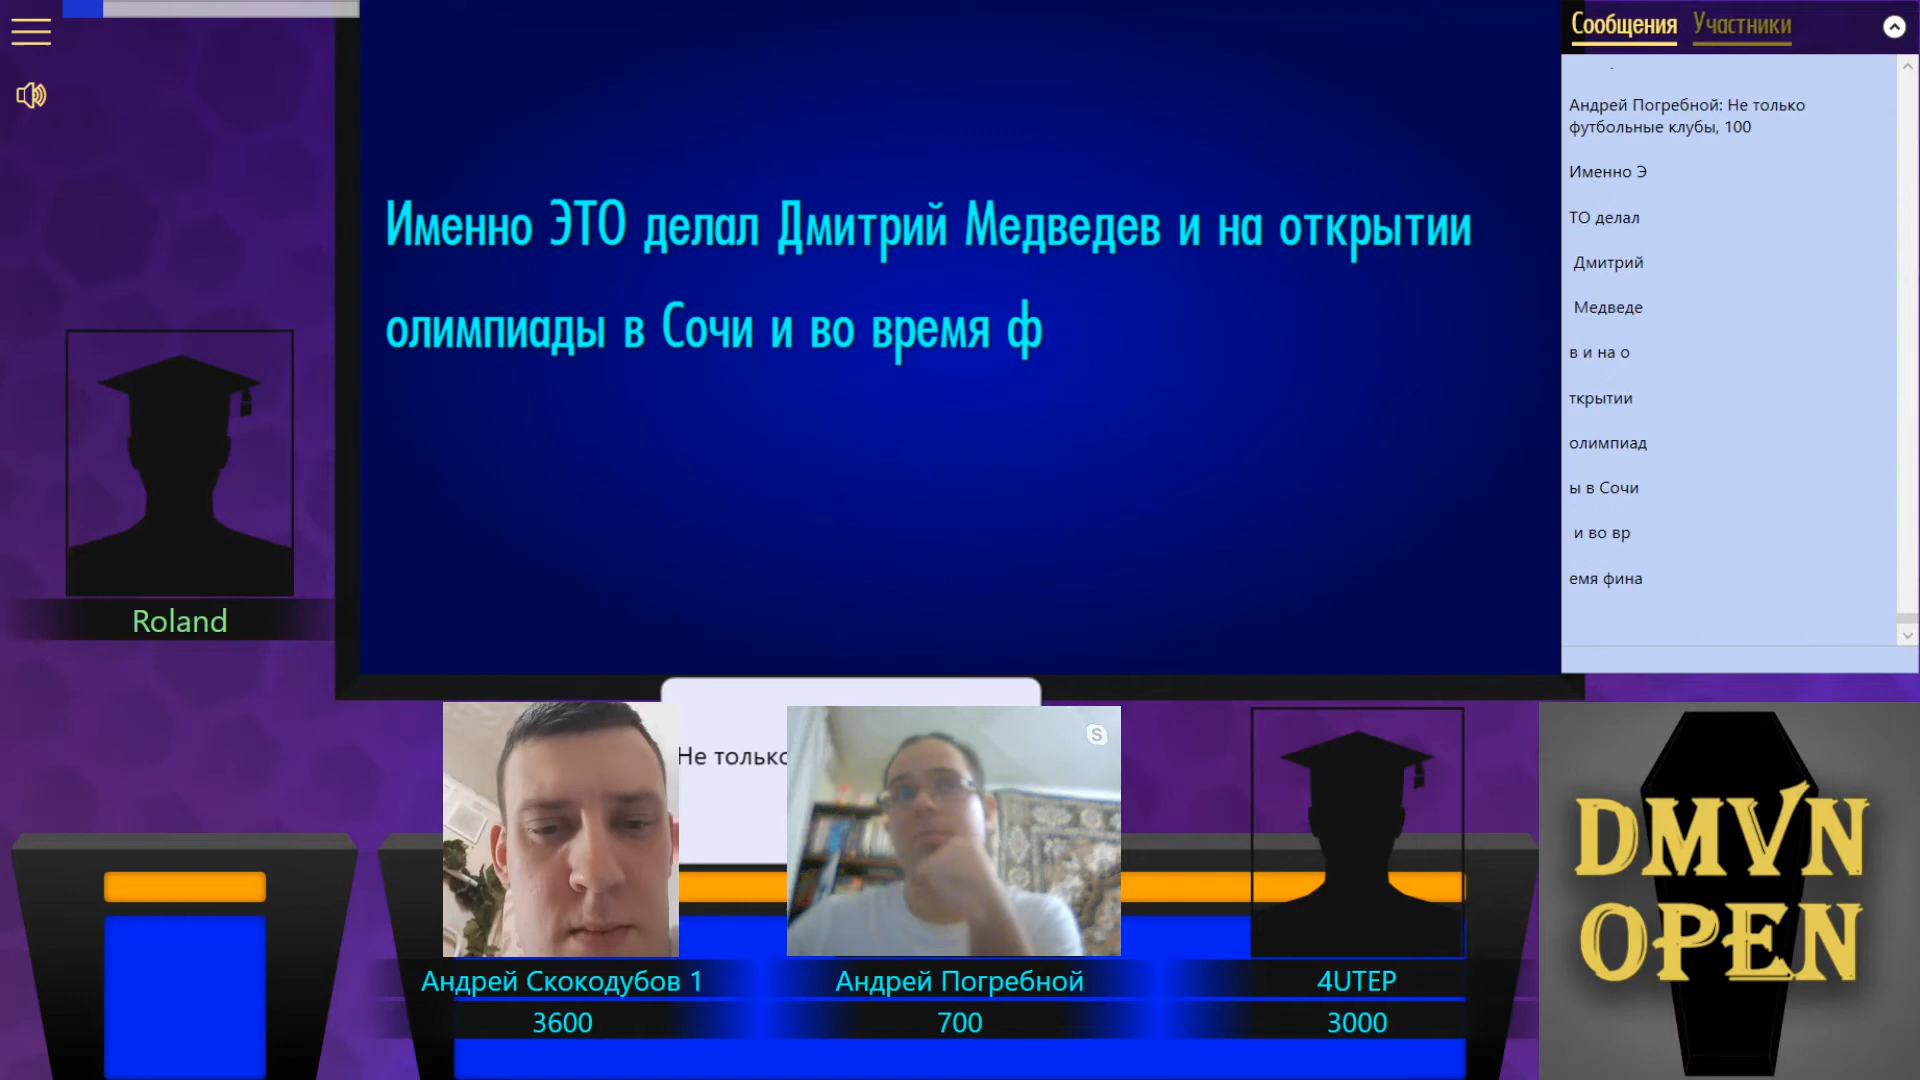 Сообщения Участники
Андрей Погребной: Не только
футбольные клубы, 100
Именно Э
ТО делал
Дмитрий
Медведе
в и на о
ткрытии
олимпиад
ы в Сочи
и во вр
емя фина
Именно ЭТО делал Дмитрий Медведев и на открытии
олимпиады в Сочи и во время ф
Roland
Не только
S
DMVN
OPEN
Андрей Скокодубов 1
3600
Андрей Погребной
700
4UTEP
3000